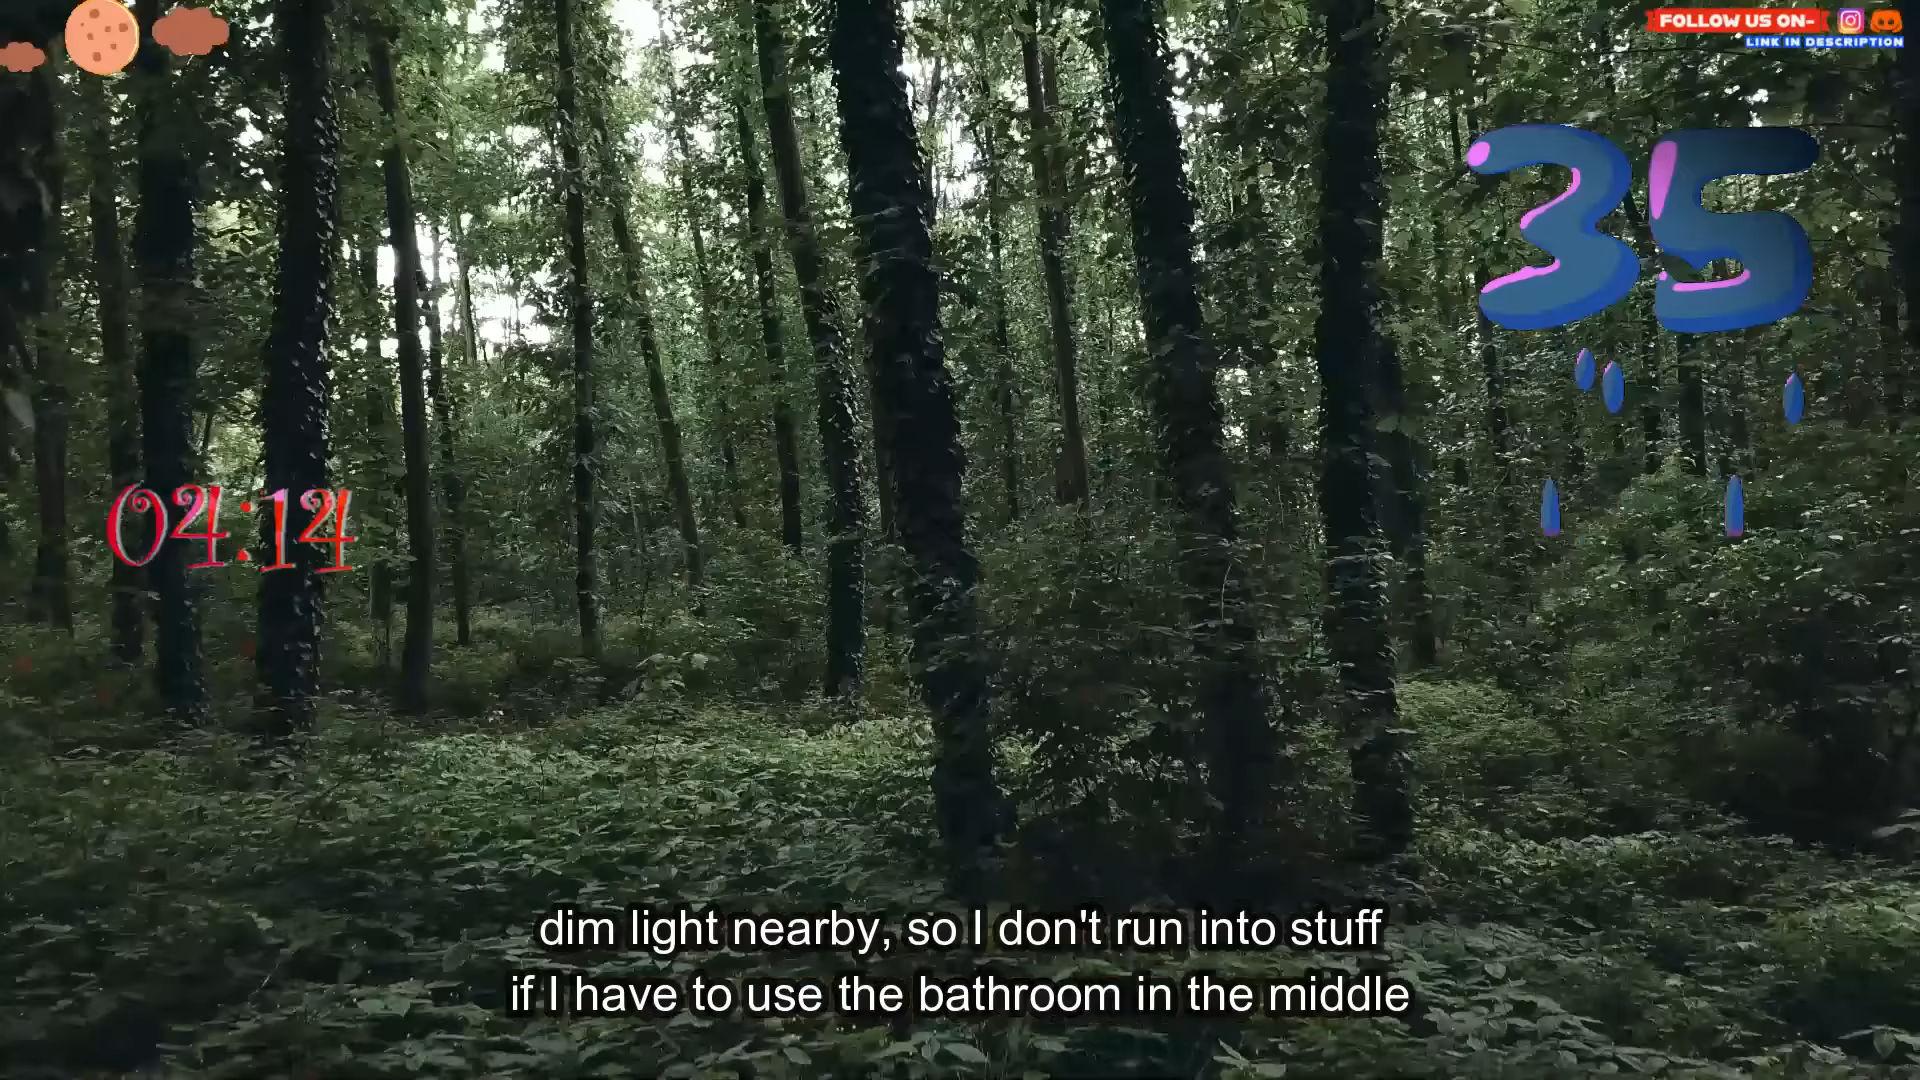 FOLLOW US ON-
LINK IN DESCRIPTION
35
04:14
dim light nearby, so I don't run into stuff
if I have to use the bathroom in the middle